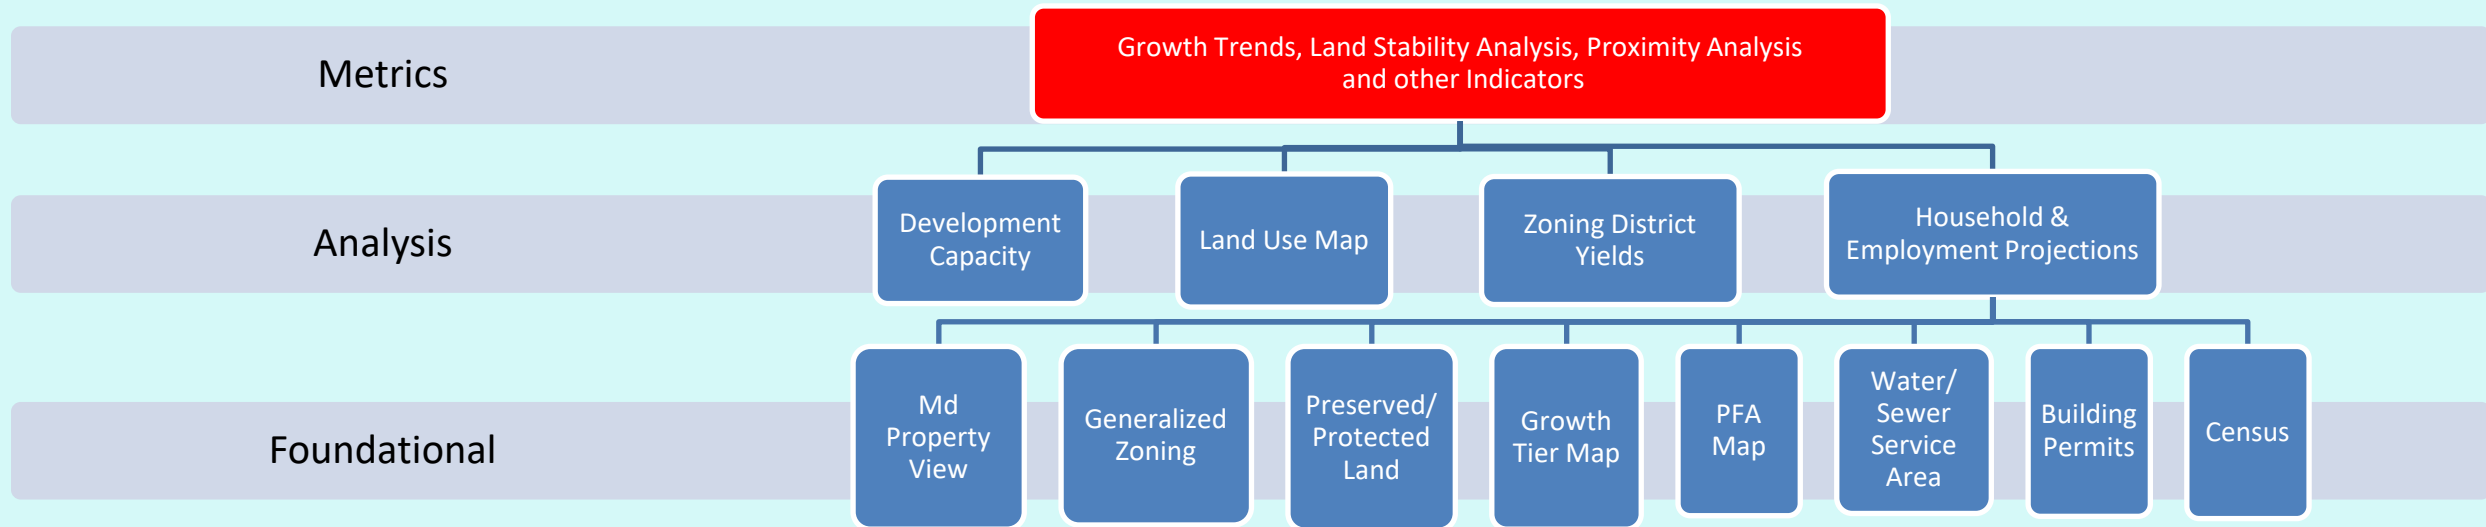 Metrics
Growth Trends, Land Stability Analysis, Proximity Analysis
and other Indicators
Analysis
Development
Capacity
Land Use Map
Zoning District
Yields
Household &
Employment Projections
Foundational
Md
Property
View
Generalized
Zoning
Preserved/
Protected
Land
Growth
Tier Map
PFA
Map
Water/
Sewer
Service
Area
Building
Permits
Census